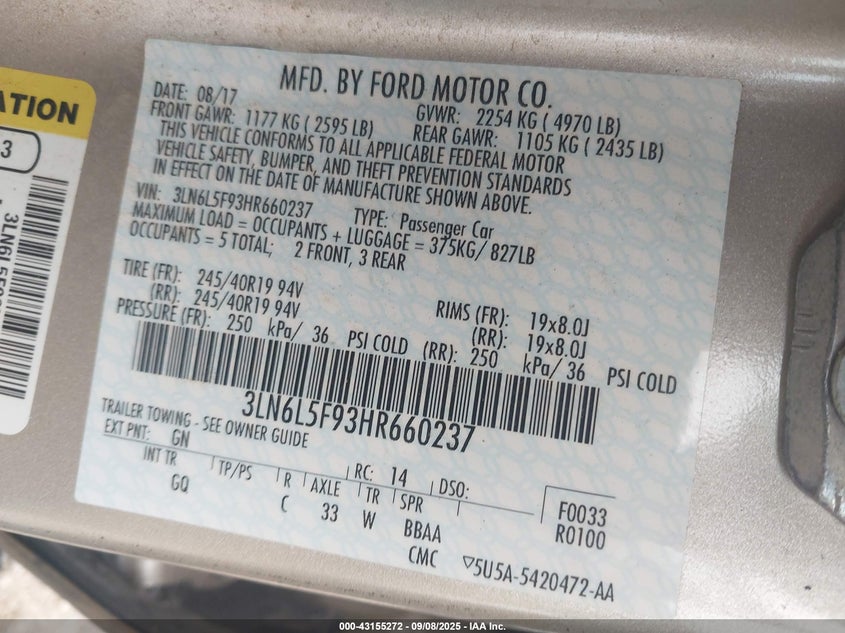 ATION
3
3LN6L5F93
MFD. BY FORD MOTOR CO.
DATE: 08/17 GVWR: 2254 KG ( 4970 LB)
FRONT GAWR: 1177 KG ( 2595 LB) REAR GAWR: 1105 KG ( 2435 LB)
THIS VEHICLE CONFORMS TO ALL APPLICABLE FEDERAL MOTOR
VEHICLE SAFETY, BUMPER, AND THEFT PREVENTION STANDARDS
IN EFFECT ON THE DATE OF MANUFACTURE SHOWN ABOVE.
VIN: 3LN6L5F93HR660237 TYPE: Passenger Car
MAXIMUM LOAD = OCCUPANTS + LUGGAGE = 375KG/ 827LB
OCCUPANTS = 5 TOTAL; 2 FRONT, 3 REAR
TIRE (FR): 245/40R19 94V RIMS (FR): 19x8.0J
(RR): 245/40R19 94V (RR): 19x8.0J
PRESSURE (FR): 250 kPa/ 36 PSI COLD (RR): 250 kPa/ 36 PSI COLD
3LN6L5F93HR660237
TRAILER TOWING - SEE OWNER GUIDE
EXT PNT: GN RC: 14 DSO:
INT TR TP/PS R AXLE TR SPR
GQ C 33 W BBAA
CMC
F0033
R0100
▽5U5A-5420472-AA
000-43155272 - 09/08/2025 - IAA Inc.